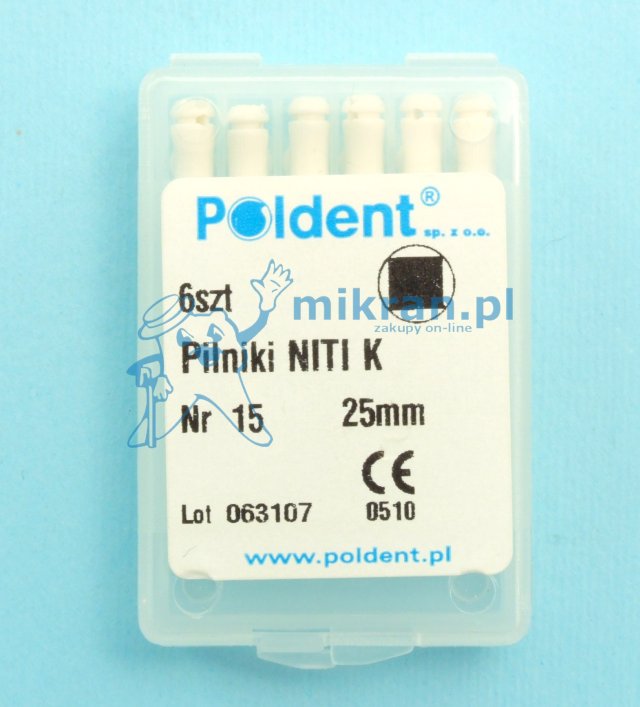 Poldent®
sp. z o.o.
6szt
mikran.pl
zakupy on-line
Pilniki NITI K
Nr 15 25mm
CE
Lot 063107 0510
www.poldent.pl